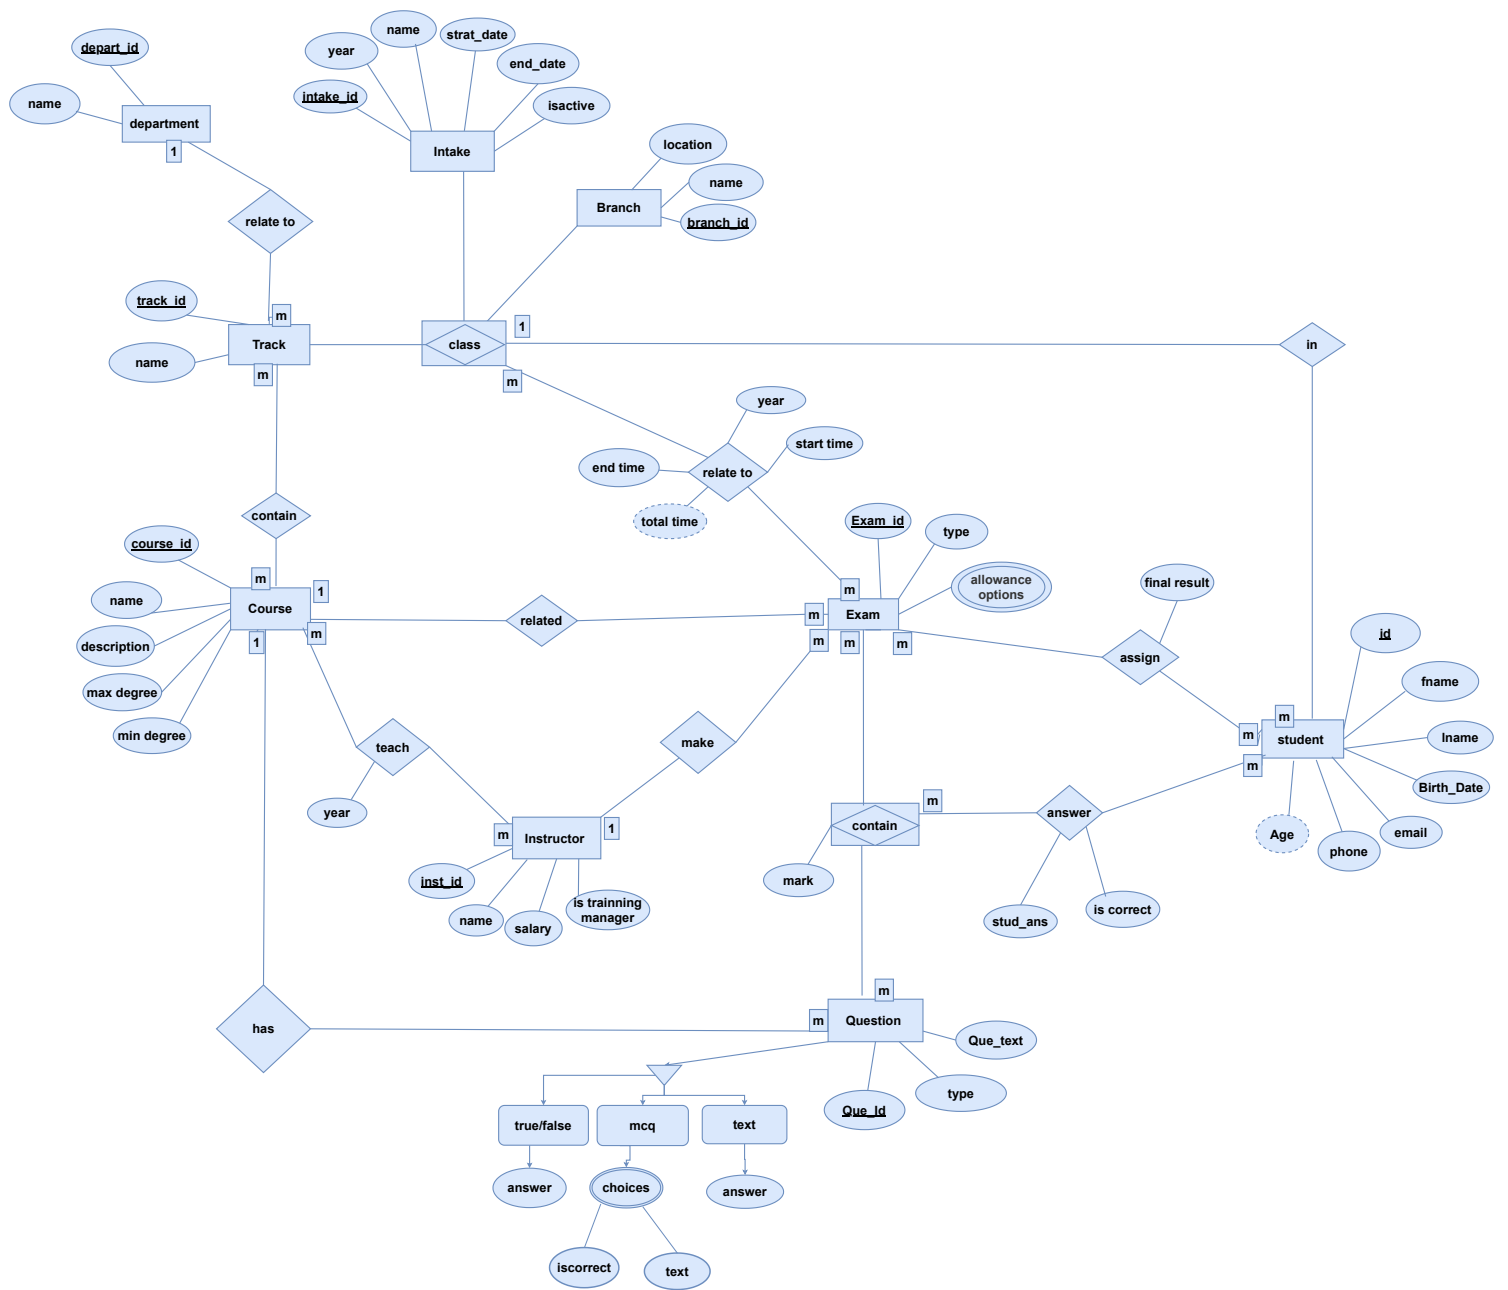 depart_id
name
department
1
relate to
year
name
strat_date
end_date
intake_id
isactive
Intake
location
name
branch_id
Branch
track_id
name
m
Track
m
class
1
m
in
year
start time
end time
relate to
total time
contain
course_id
name
description
max degree
min degree
m
1
Course
1
m
related
Exam_id
type
allowance
options
m
m
Exam
m
m
m
final result
assign
id
fname
lname
Birth_Date
email
phone
Age
m
m
student
m
teach
year
make
m
Instructor
1
inst_id
name
salary
is trainning
manager
contain
m
mark
answer
stud_ans
is correct
has
m
m
Question
Que_text
type
Que_Id
true/false
mcq
text
answer
choices
answer
iscorrect
text